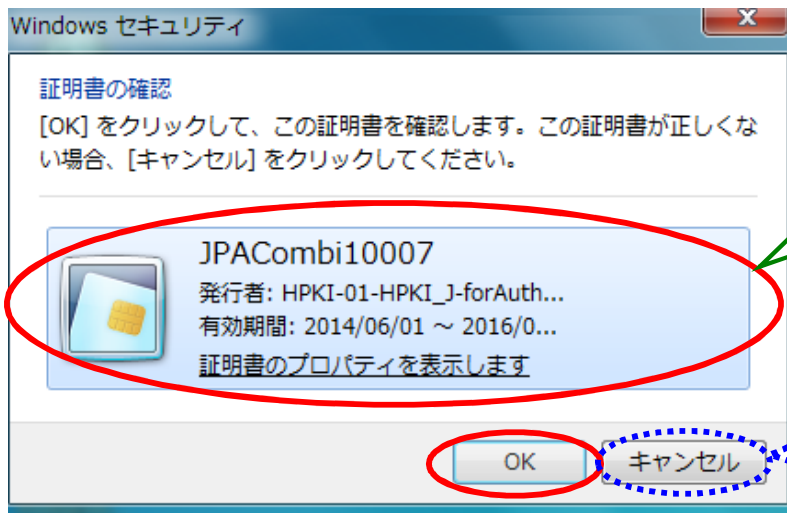 Windows セキュリティ
証明書の確認
[OK] をクリックして、この証明書を確認します。この証明書が正しくな
い場合、[キャンセル] をクリックしてください。
JPACombi10007
発行者: HPKI-01-HPKI_J-forAuth...
有効期間: 2014/06/01 ～ 2016/0...
証明書のプロパティを表示します
OK
キャンセル